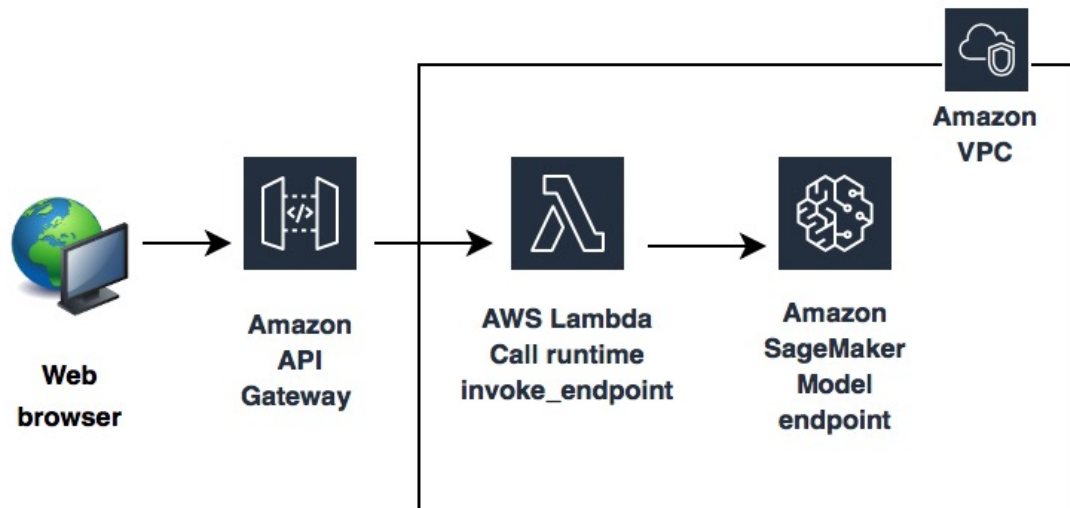 Amazon
VPC
</>
Web
browser
Amazon
API
Gateway
AWS Lambda
Call runtime
invoke_endpoint
Amazon
SageMaker
Model
endpoint